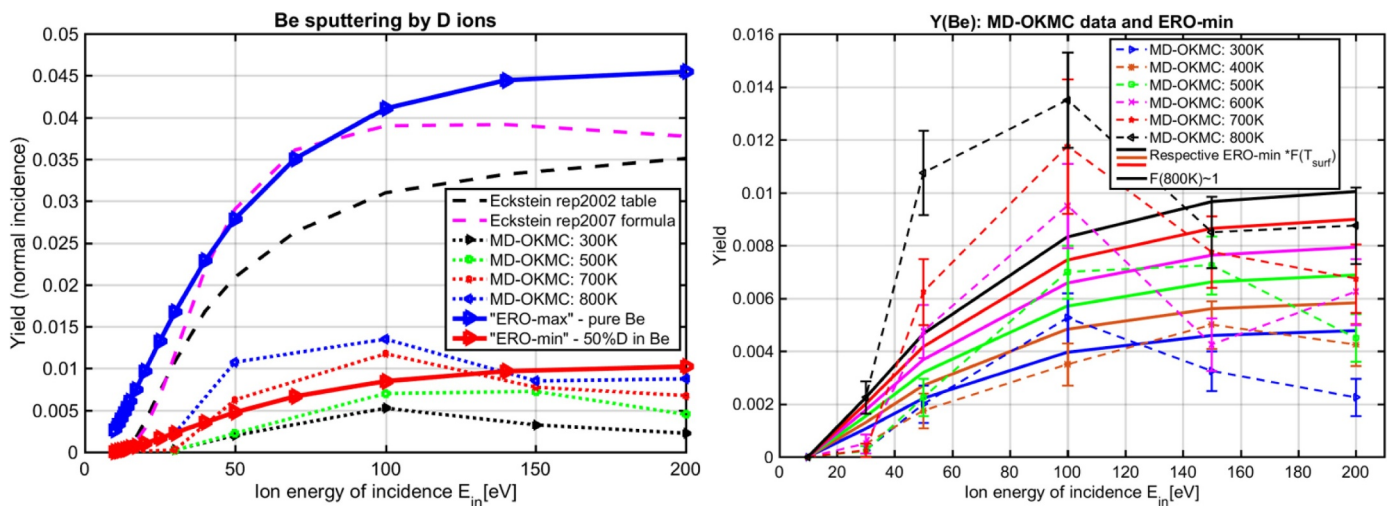 Be sputtering by D ions
Yield (normal incidence)
0.05
0.045
0.04
0.035
0.03
0.025
0.02
0.015
0.01
0.005
0
Eckstein rep2002 table
Eckstein rep2007 formula
MD-OKMC: 300K
MD-OKMC: 500K
MD-OKMC: 700K
MD-OKMC: 800K
"ERO-max" - pure Be
"ERO-min" - 50%D in Be
0 50 100 150 200
Ion energy of incidence E_in[eV]
Y(Be): MD-OKMC data and ERO-min
Yield
0.016
0.014
0.012
0.01
0.008
0.006
0.004
0.002
0
MD-OKMC: 300K
MD-OKMC: 400K
MD-OKMC: 500K
MD-OKMC: 600K
MD-OKMC: 700K
MD-OKMC: 800K
Respective ERO-min *F(T_surf)
F(800K)~1
0 20 40 60 80 100 120 140 160 180 200
Ion energy of incidence E_in[eV]